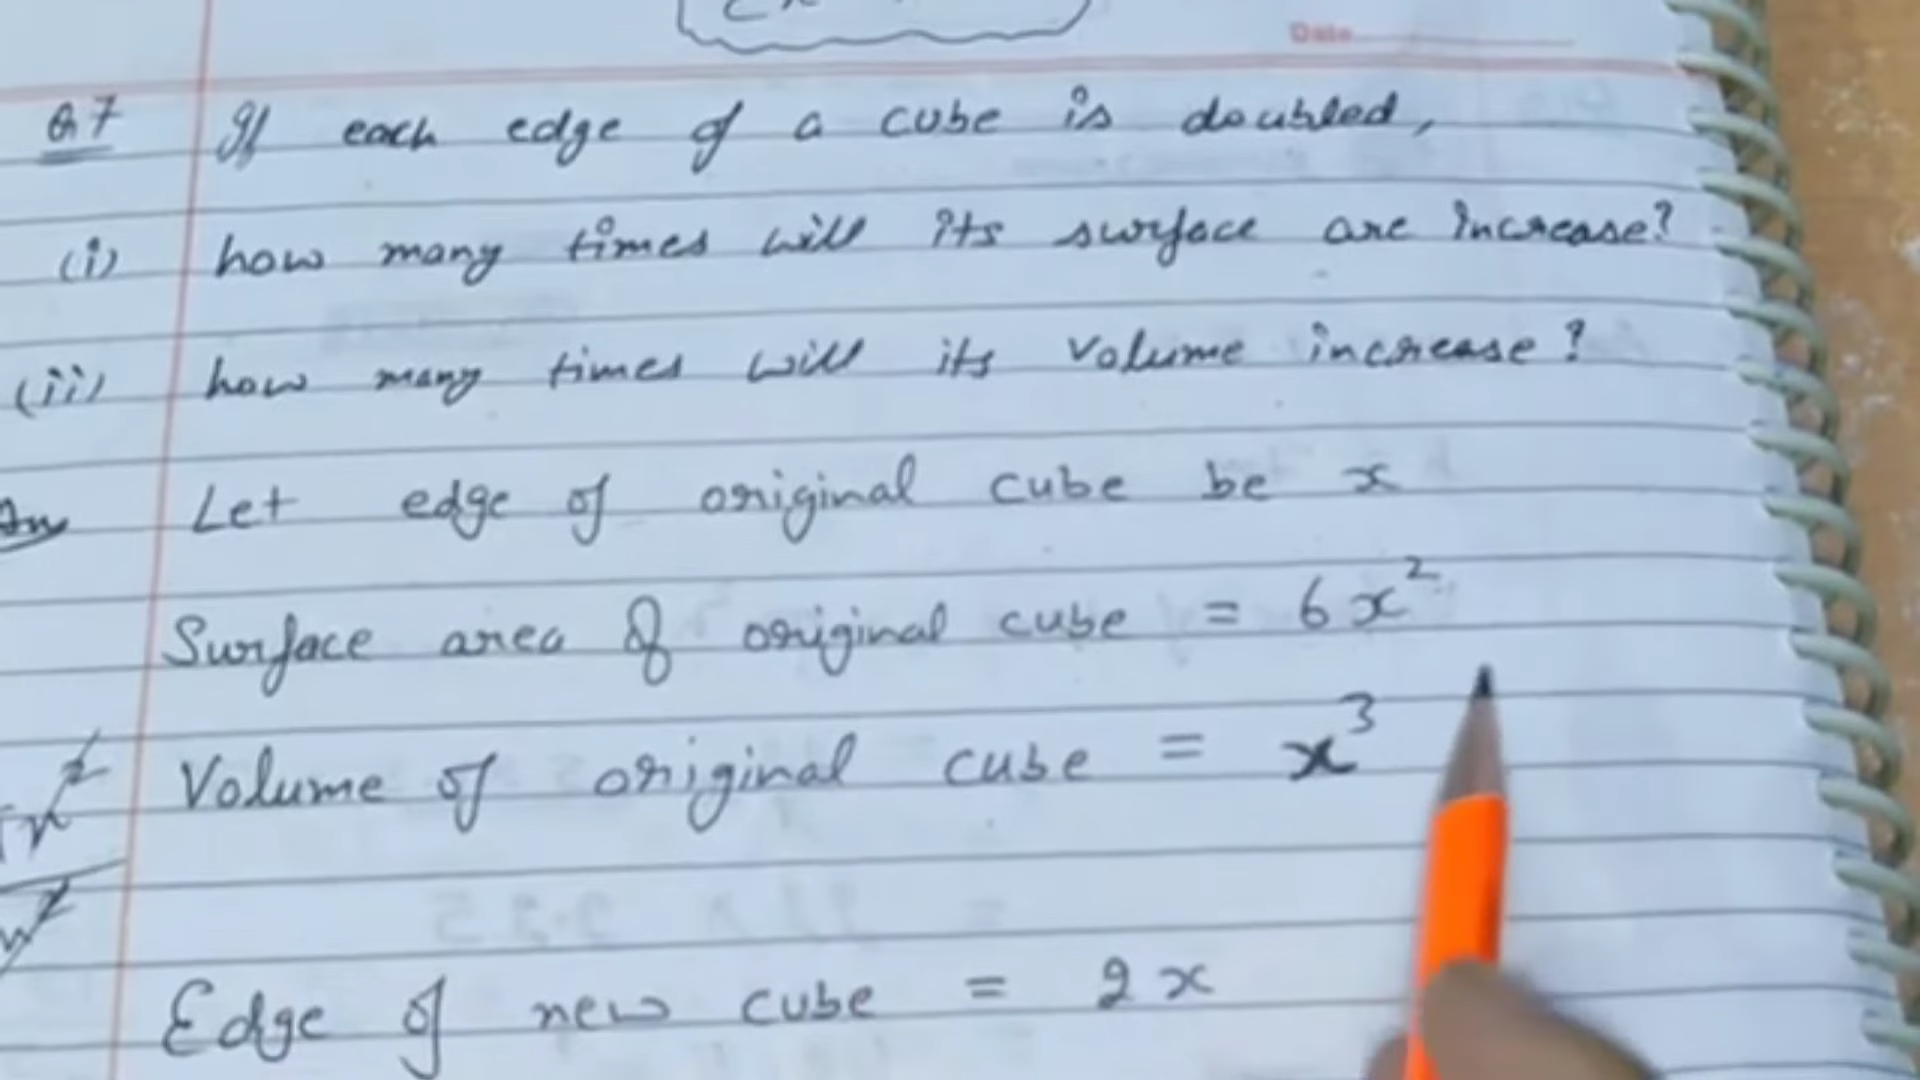 Date
Q.7 If each edge of a cube is doubled,
(i) how many times will its surface are increase?
(ii) how many times will its volume increase?
Let edge of original cube be x
Surface area of original cube = 6x²
Volume of original cube = x³
Edge of new cube = 2x